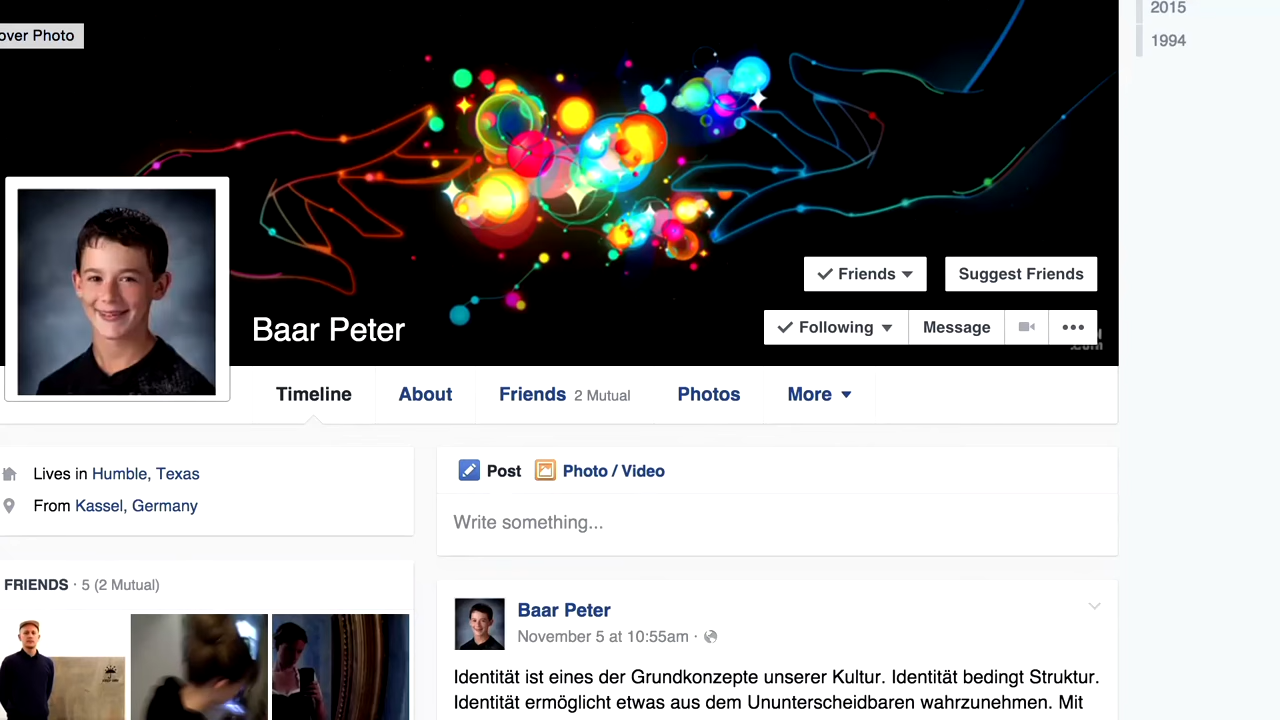 2015
over Photo
1994
Friends
Suggest Friends
Baar Peter
Following
Message
.com
Timeline
About
Friends 2 Mutual
Photos
More
Lives in Humble, Texas
From Kassel, Germany
Post
Photo / Video
Write something...
FRIENDS · 5 (2 Mutual)
Baar Peter
November 5 at 10:55am ·
Identität ist eines der Grundkonzepte unserer Kultur. Identität bedingt Struktur.
Identität ermöglicht etwas aus dem Ununterscheidbaren wahrzunehmen. Mit